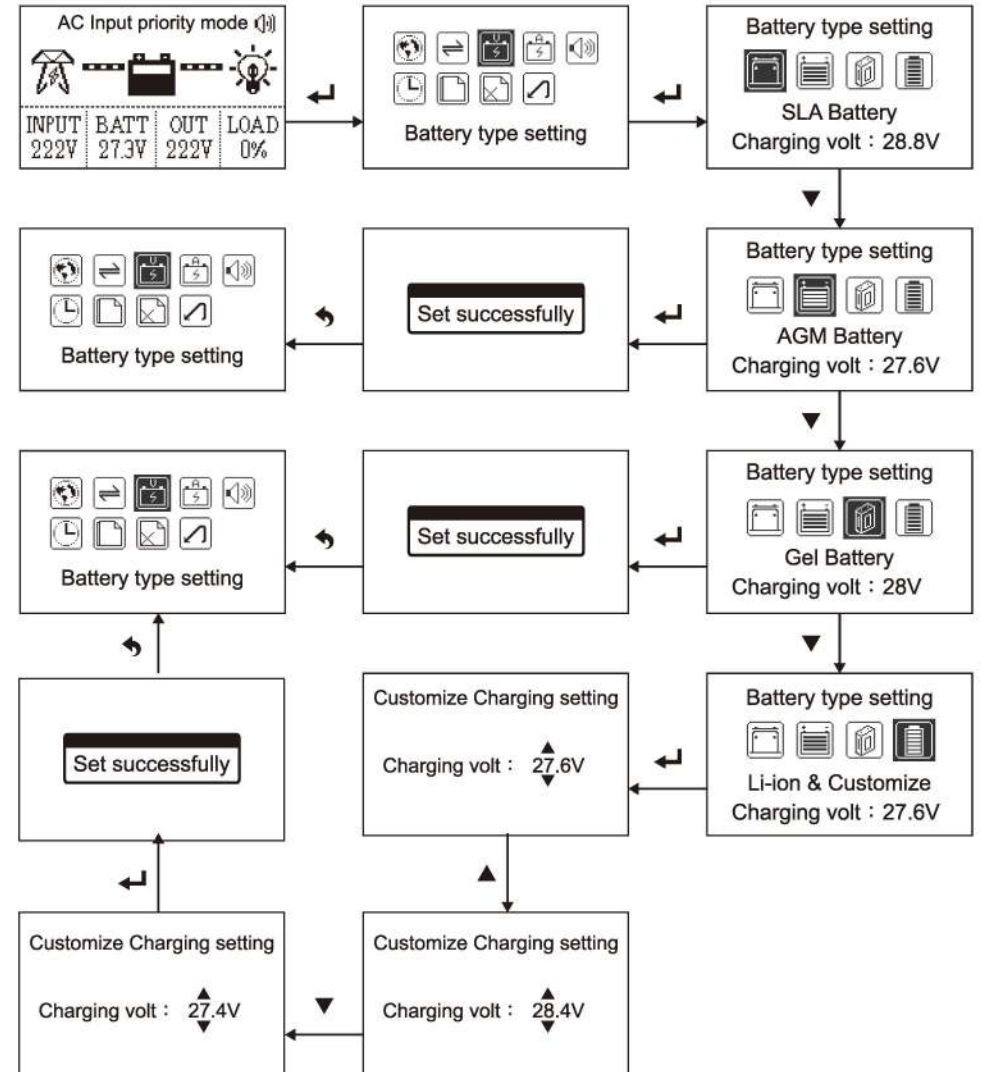 AC Input priority mode
INPUT BATT OUT LOAD
222V 27.3V 222V 0%
Battery type setting
Battery type setting
SLA Battery
Charging volt：28.8V
Battery type setting
Set successfully
Battery type setting
AGM Battery
Charging volt：27.6V
Battery type setting
Set successfully
Battery type setting
Gel Battery
Charging volt：28V
Set successfully
Customize Charging setting
Charging volt： 27.6V
Battery type setting
Li-ion & Customize
Charging volt：27.6V
Customize Charging setting
Charging volt： 27.4V
Customize Charging setting
Charging volt： 28.4V